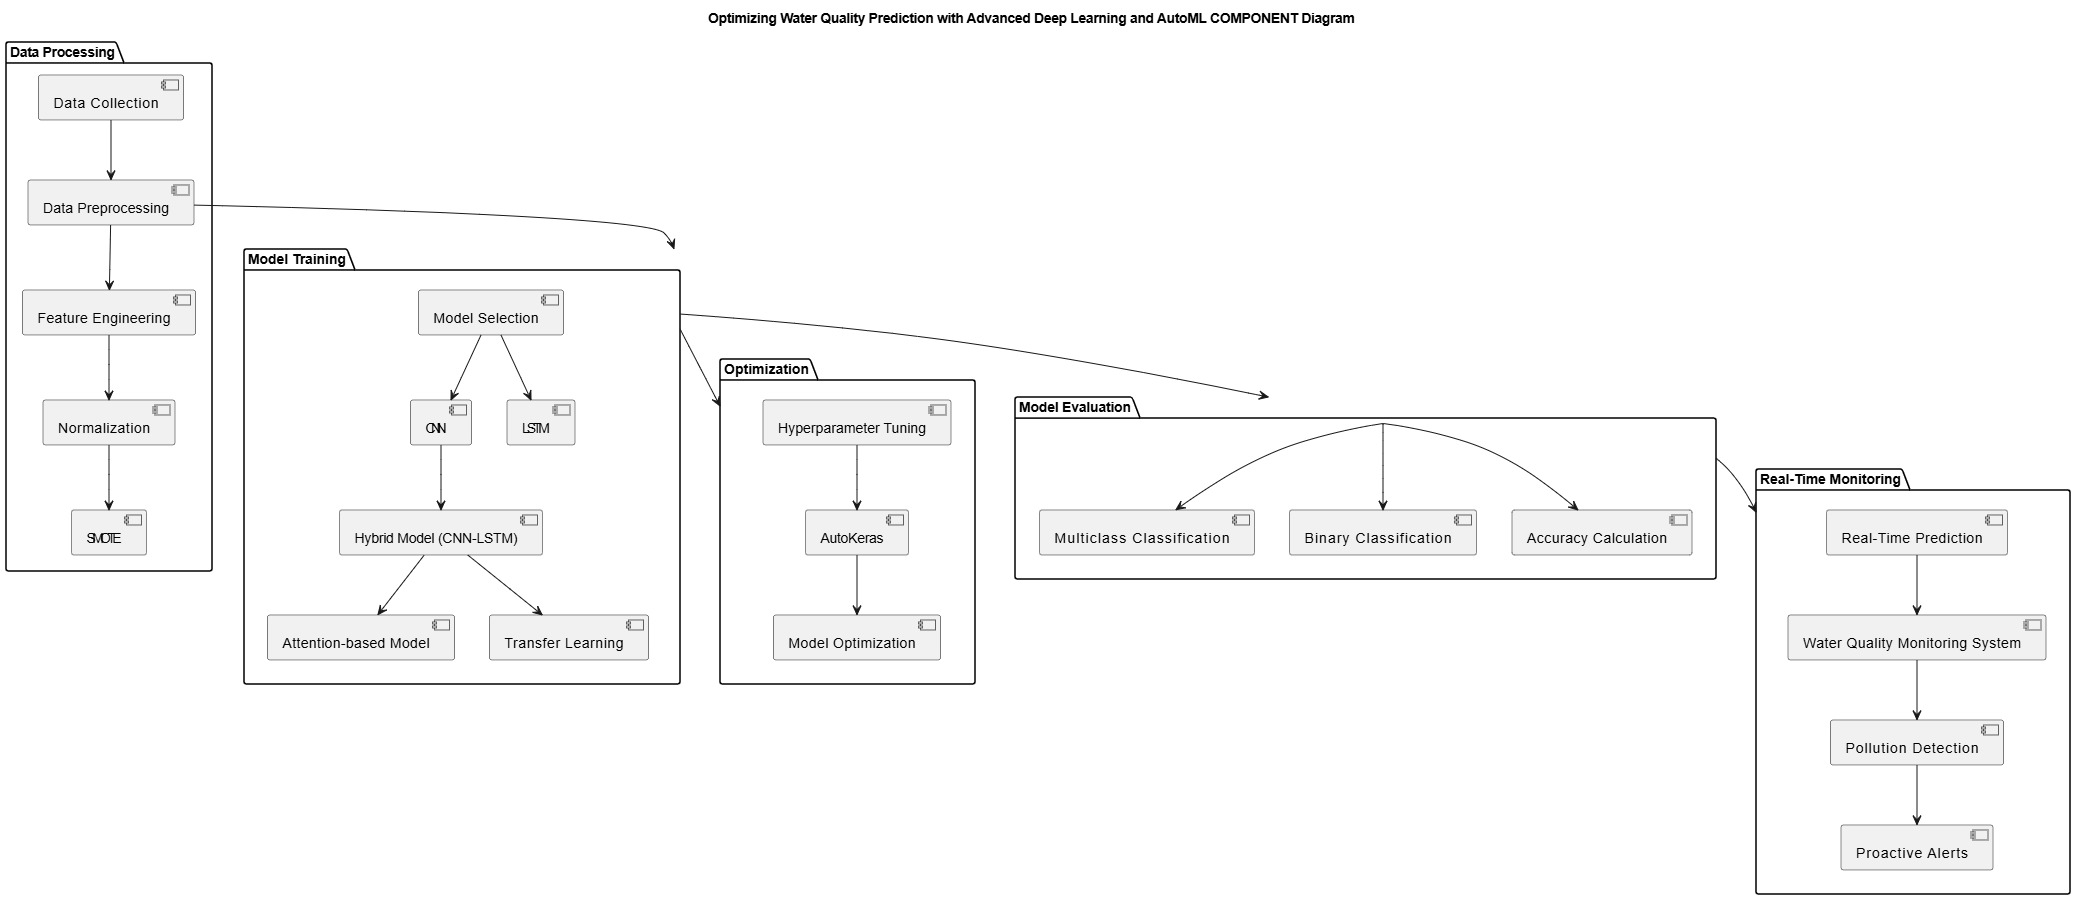 Optimizing Water Quality Prediction with Advanced Deep Learning and AutoML COMPONENT Diagram
Data Processing
Data Collection
Data Preprocessing
Feature Engineering
Normalization
SMOTE
Model Training
Model Selection
CNN
LSTM
Hybrid Model (CNN-LSTM)
Attention-based Model
Transfer Learning
Optimization
Hyperparameter Tuning
AutoKeras
Model Optimization
Model Evaluation
Multiclass Classification
Binary Classification
Accuracy Calculation
Real-Time Monitoring
Real-Time Prediction
Water Quality Monitoring System
Pollution Detection
Proactive Alerts